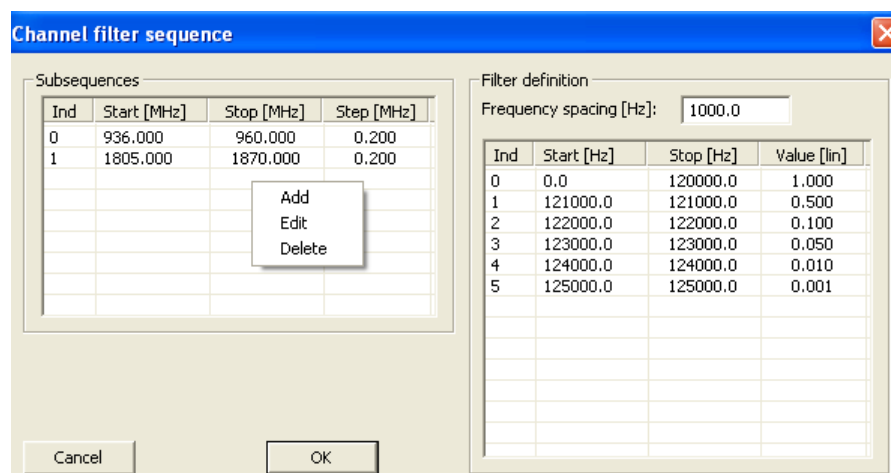 Channel filter sequence
Subsequences
Ind Start [MHz] Stop [MHz] Step [MHz]
0 936.000 960.000 0.200
1 1805.000 1870.000 0.200
Add
Edit
Delete
Filter definition
Frequency spacing [Hz]: 1000.0
Ind Start [Hz] Stop [Hz] Value [lin]
0 0.0 120000.0 1.000
1 121000.0 121000.0 0.500
2 122000.0 122000.0 0.100
3 123000.0 123000.0 0.050
4 124000.0 124000.0 0.010
5 125000.0 125000.0 0.001
Cancel OK